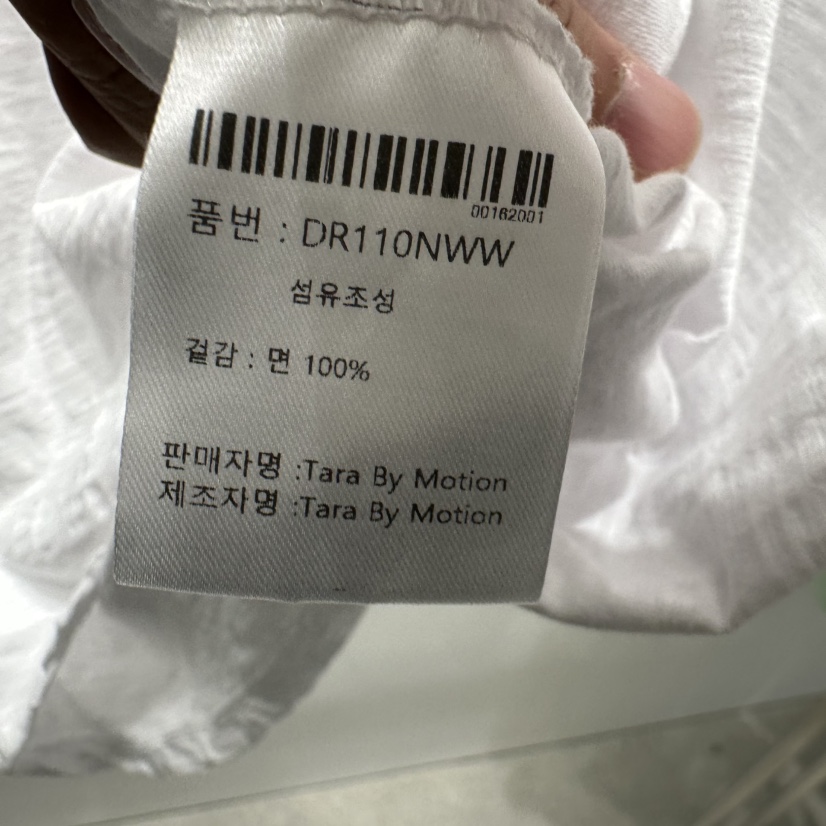 00162001
품번 : DR110NWW
섬유조성
겉감 : 면 100%
판매자명 :Tara By Motion
제조자명 :Tara By Motion